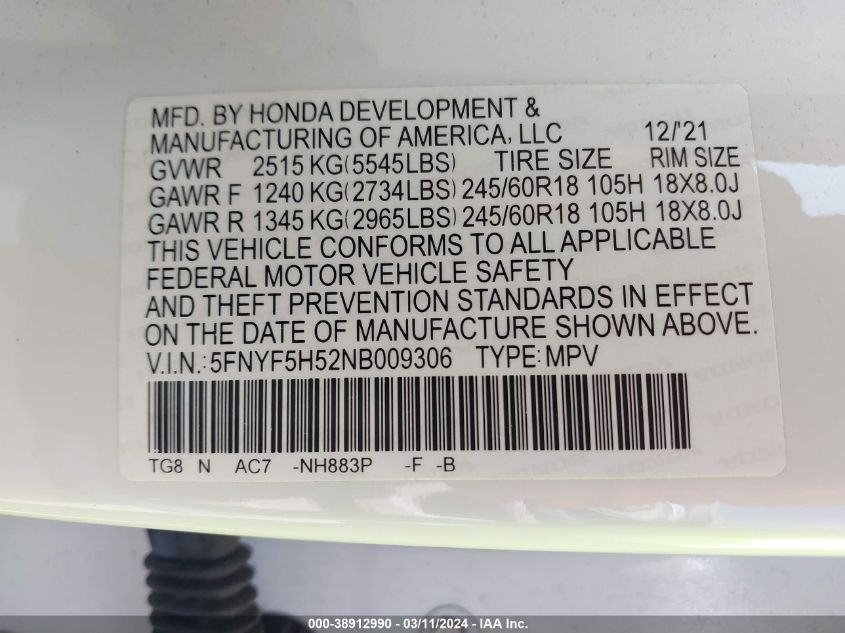 MFD. BY HONDA DEVELOPMENT &
MANUFACTURING OF AMERICA, LLC 12/'21
GVWR 2515 KG(5545LBS) TIRE SIZE RIM SIZE
GAWR F 1240 KG(2734LBS) 245/60R18 105H 18X8.0J
GAWR R 1345 KG(2965LBS) 245/60R18 105H 18X8.0J
THIS VEHICLE CONFORMS TO ALL APPLICABLE
FEDERAL MOTOR VEHICLE SAFETY
AND THEFT PREVENTION STANDARDS IN EFFECT
ON THE DATE OF MANUFACTURE SHOWN ABOVE.
V.I.N.: 5FNYF5H52NB009306 TYPE: MPV
TG8 N AC7 -NH883P -F -B
000-38912990 - 03/11/2024 - IAA Inc.